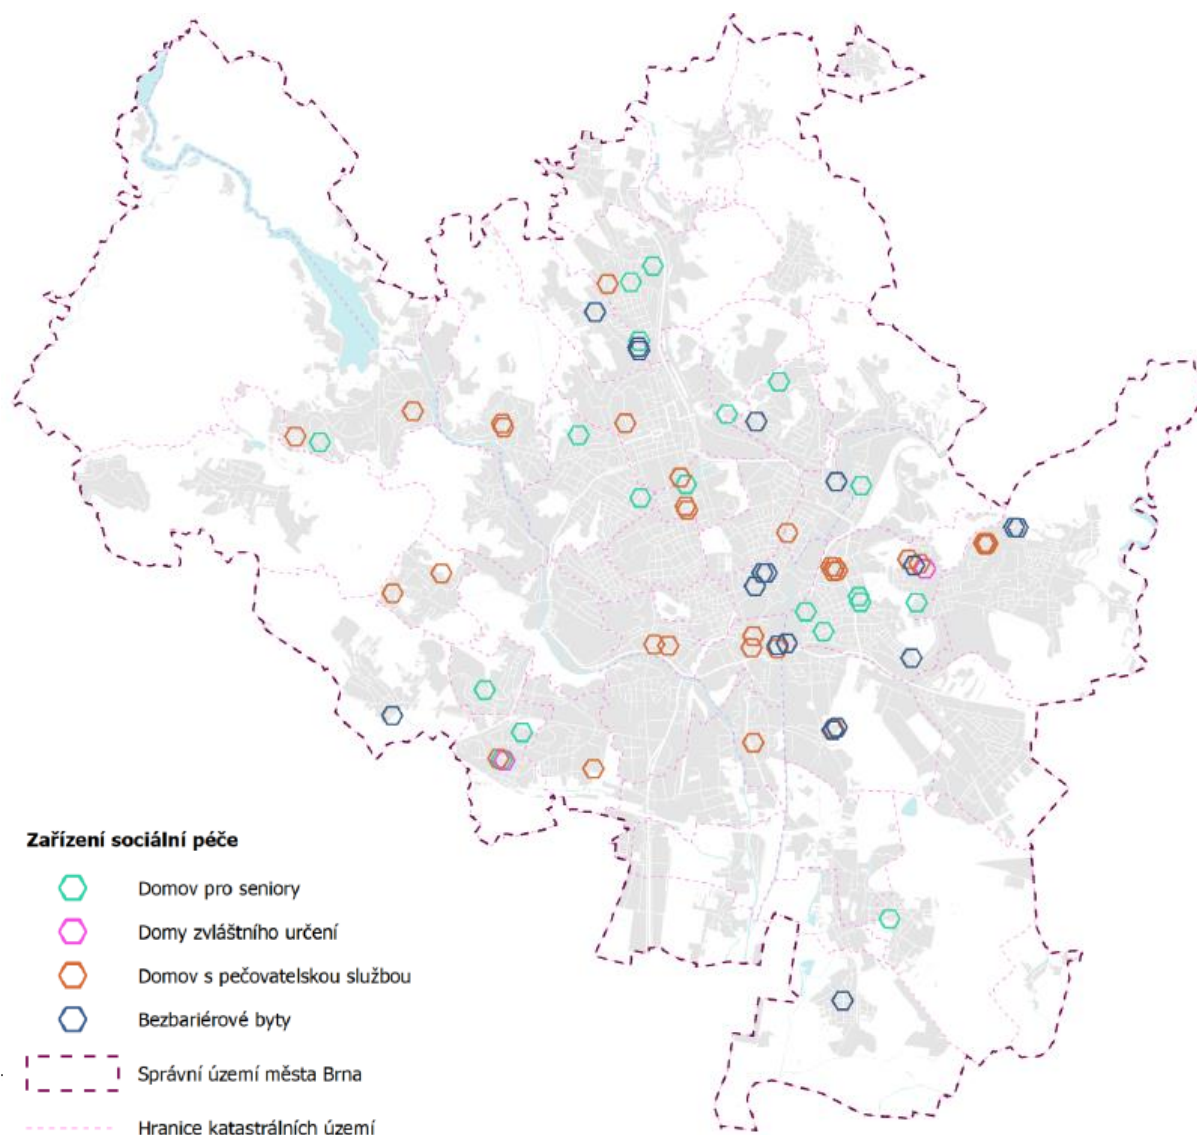 Zařízení sociální péče
Domov pro seniory
Domy zvláštního určení
Domov s pečovatelskou službou
Bezbariérové byty
Správní území města Brna
Hranice katastrálních území